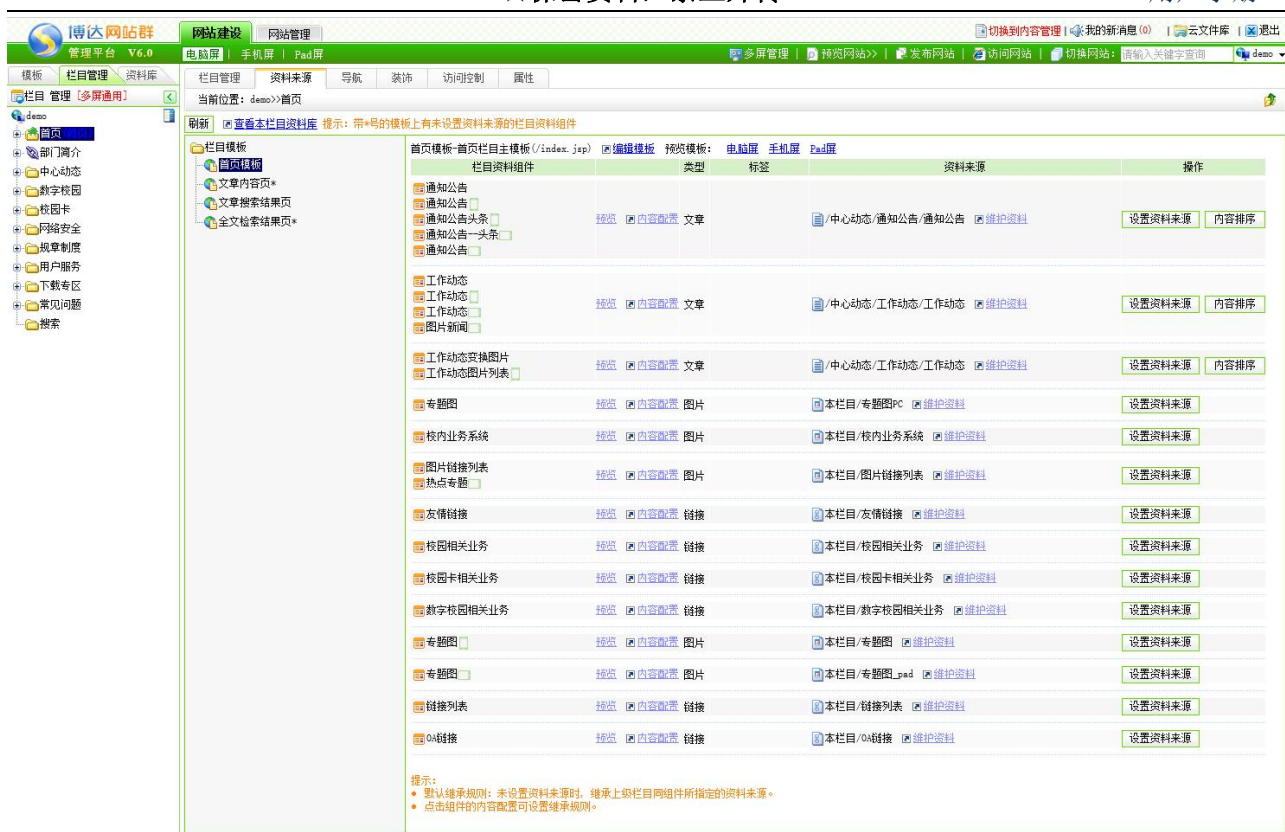 博达网站群
管理平台 V6.0
网站建设 网站管理
切换到内容管理 | 我的新消息(0) | 云文件库 | 退出
电脑屏 | 手机屏 | Pad屏
多屏管理 | 预览网站>> | 发布网站 | 访问网站 | 切换网站: 请输入关键字查询 demo
模板 栏目管理 资料库
栏目管理 资料来源 导航 装饰 访问控制 属性
栏目 管理 [多屏通用]
当前位置: demo>>首页
刷新 查看本栏目资料库 提示: 带*号的模板上有未设置资料来源的栏目资料组件
demo
首页
部门简介
中心动态
数字校园
校园卡
网络安全
规章制度
用户服务
下载专区
常见问题
搜索
栏目模板
首页模板
文章内容页*
文章搜索结果页
全文检索结果页*
首页模板-首页栏目主模板(/index.jsp) 编辑模板 预览模板: 电脑屏 手机屏 Pad屏
栏目资料组件 类型 标签 资料来源 操作
通知公告
通知公告
通知公告头条 预览 内容配置 文章 /中心动态/通知公告/通知公告 维护资料 设置资料来源 内容排序
通知公告--头条
通知公告
工作动态
工作动态 预览 内容配置 文章 /中心动态/工作动态/工作动态 维护资料 设置资料来源 内容排序
工作动态
图片新闻
工作动态变换图片 预览 内容配置 文章 /中心动态/工作动态/工作动态 维护资料 设置资料来源 内容排序
工作动态图片列表
专题图 预览 内容配置 图片 本栏目/专题图PC 维护资料 设置资料来源
校内业务系统 预览 内容配置 图片 本栏目/校内业务系统 维护资料 设置资料来源
图片链接列表 预览 内容配置 图片 本栏目/图片链接列表 维护资料 设置资料来源
热点专题
友情链接 预览 内容配置 链接 本栏目/友情链接 维护资料 设置资料来源
校园相关业务 预览 内容配置 链接 本栏目/校园相关业务 维护资料 设置资料来源
校园卡相关业务 预览 内容配置 链接 本栏目/校园卡相关业务 维护资料 设置资料来源
数字校园相关业务 预览 内容配置 链接 本栏目/数字校园相关业务 维护资料 设置资料来源
专题图 预览 内容配置 图片 本栏目/专题图 维护资料 设置资料来源
专题图 预览 内容配置 图片 本栏目/专题图_pad 维护资料 设置资料来源
链接列表 预览 内容配置 链接 本栏目/链接列表 维护资料 设置资料来源
OA链接 预览 内容配置 链接 本栏目/OA链接 维护资料 设置资料来源
提示:
● 默认继承规则: 未设置资料来源时, 继承上级栏目同组件所指定的资料来源。
● 点击组件的内容配置可设置继承规则。